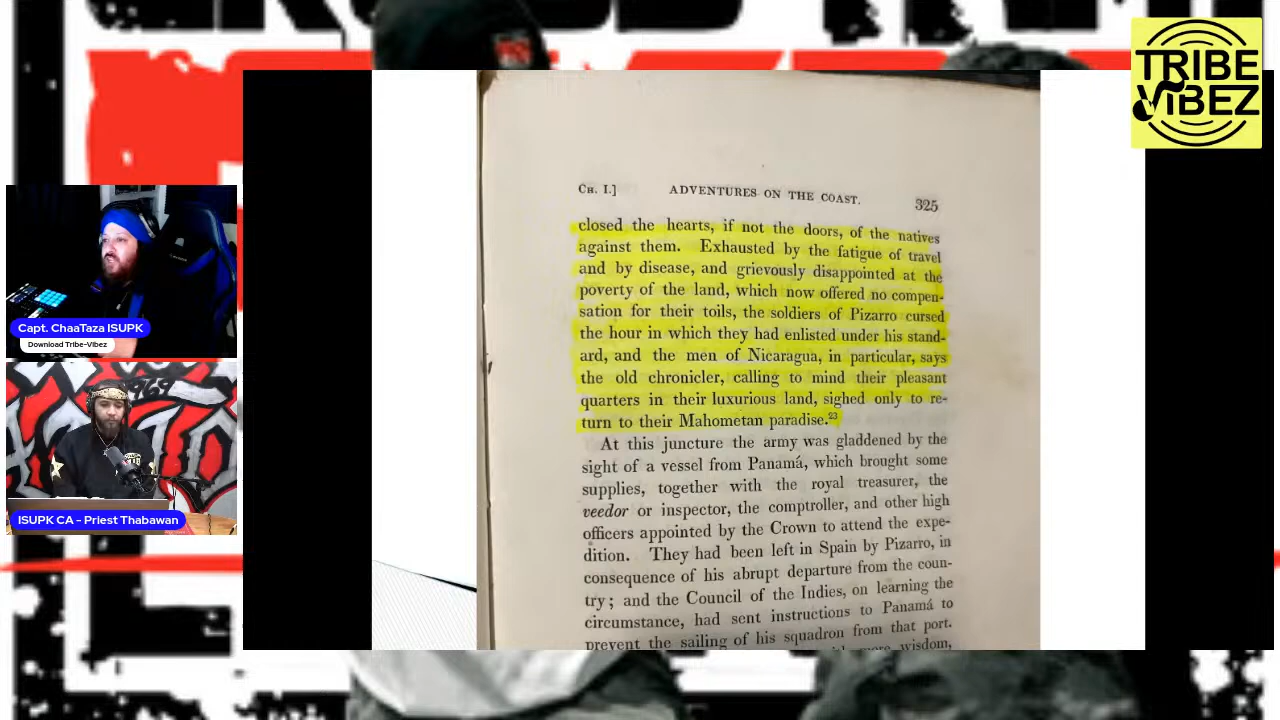 TRIBE
VIBEZ
Capt. ChaaTaza ISUPK
Download Tribe-Vibez
1969
ISUPK CA - Priest Thabawan
CH. I.] ADVENTURES ON THE COAST. 325
closed the hearts, if not the doors, of the natives
against them. Exhausted by the fatigue of travel
and by disease, and grievously disappointed at the
poverty of the land, which now offered no compen-
sation for their toils, the soldiers of Pizarro cursed
the hour in which they had enlisted under his stand-
ard, and the men of Nicaragua, in particular, says
the old chronicler, calling to mind their pleasant
quarters in their luxurious land, sighed only to re-
turn to their Mahometan paradise.23
At this juncture the army was gladdened by the
sight of a vessel from Panamá, which brought some
supplies, together with the royal treasurer, the
veedor or inspector, the comptroller, and other high
officers appointed by the Crown to attend the expe-
dition. They had been left in Spain by Pizarro, in
consequence of his abrupt departure from the coun-
try; and the Council of the Indies, on learning the
circumstance, had sent instructions to Panamá to
prevent the sailing of his squadron from that port.
more wisdom,